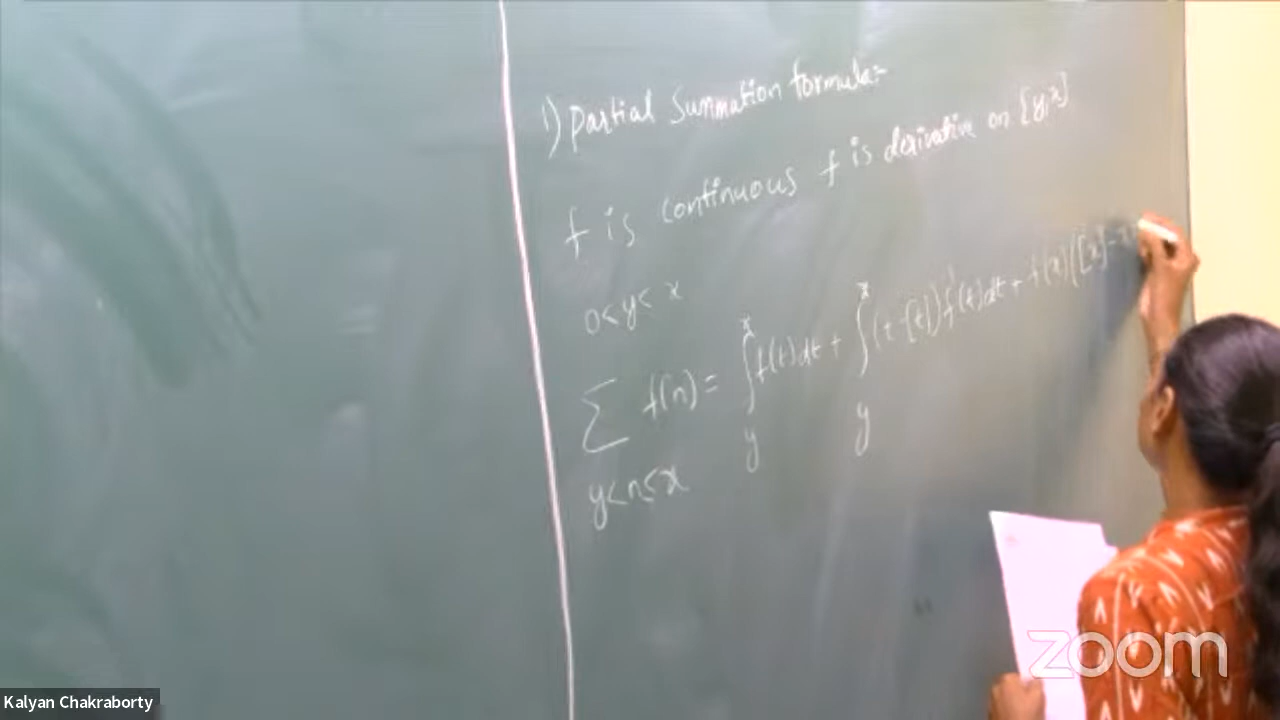 1) Partial Summation formula:-
f is continuous f is derivative on [y,x]
0<y<x
∑ f(n) = ∫ f(t)dt + ∫ (t-[t])f'(t)dt + f(x)([x]-x
y<n≤x
zoom
Kalyan Chakraborty